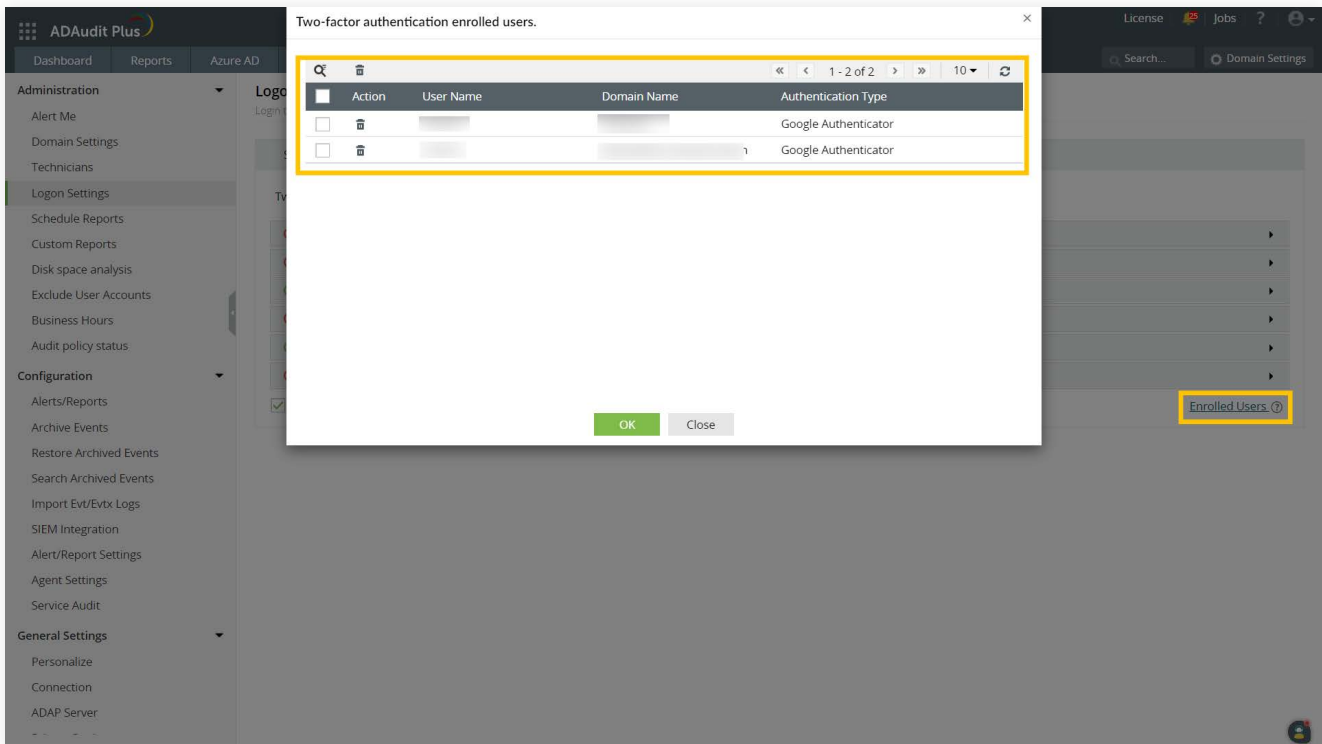 ADAudit Plus
License
25
Jobs
?
Dashboard
Reports
Azure AD
Search...
Domain Settings
Two-factor authentication enrolled users.
1 - 2 of 2
10
Action
User Name
Domain Name
Authentication Type
Google Authenticator
Google Authenticator
OK
Close
Administration
Alert Me
Domain Settings
Technicians
Logon Settings
Schedule Reports
Custom Reports
Disk space analysis
Exclude User Accounts
Business Hours
Audit policy status
Configuration
Alerts/Reports
Archive Events
Restore Archived Events
Search Archived Events
Import Evt/Evtx Logs
SIEM Integration
Alert/Report Settings
Agent Settings
Service Audit
General Settings
Personalize
Connection
ADAP Server
Enrolled Users ?